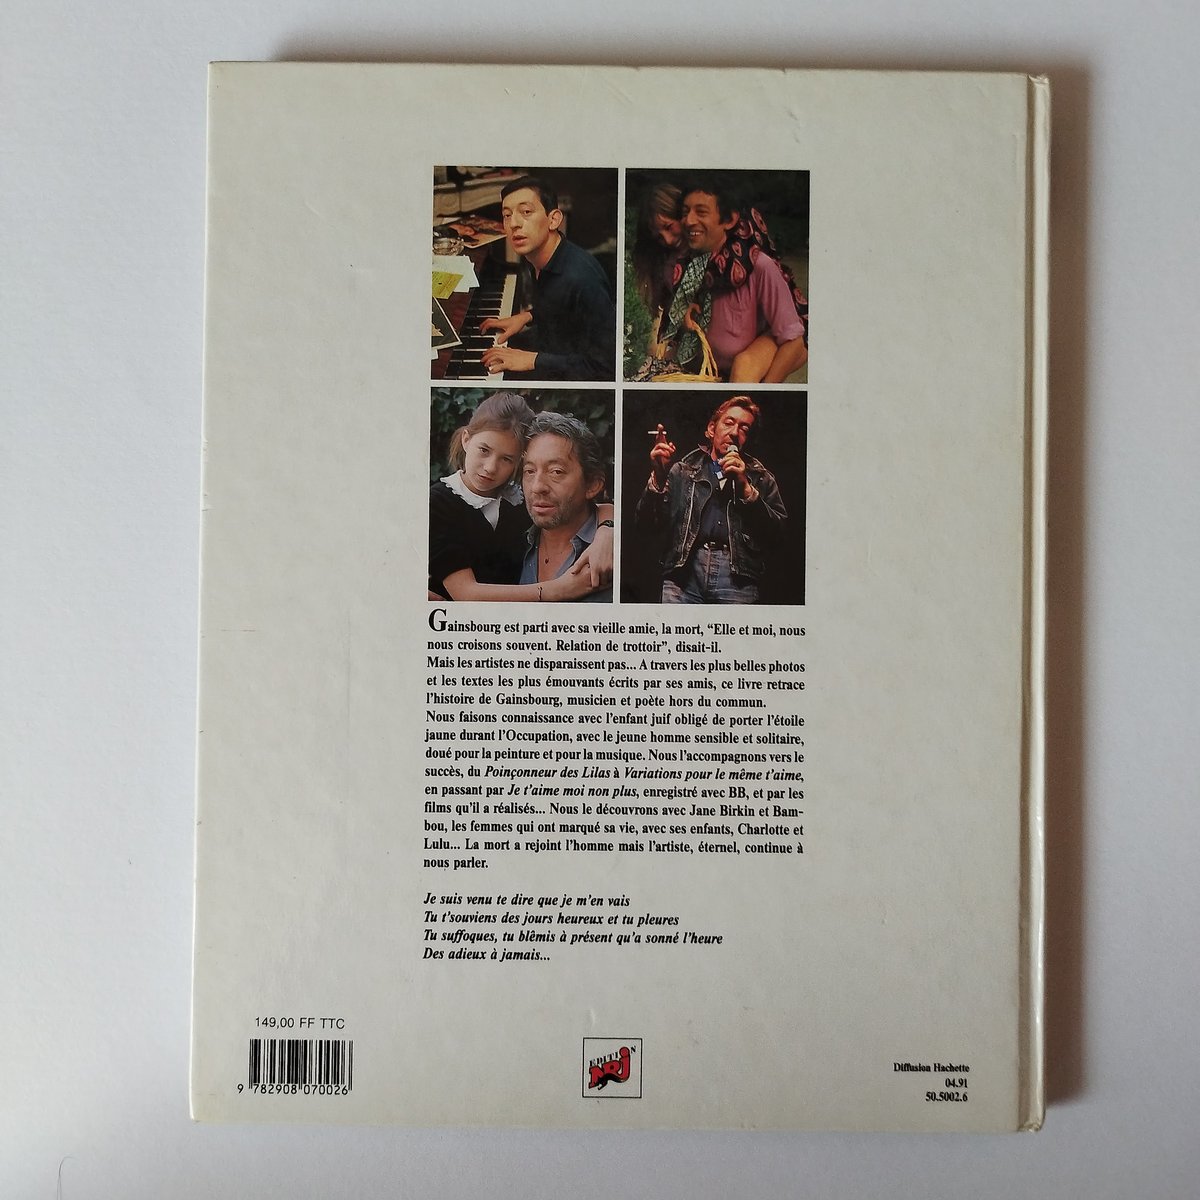 Gainsbourg est parti avec sa vieille amie, la mort, “Elle et moi, nous
nous croisons souvent. Relation de trottoir”, disait-il.
Mais les artistes ne disparaissent pas... A travers les plus belles photos
et les textes les plus émouvants écrits par ses amis, ce livre retrace
l’histoire de Gainsbourg, musicien et poète hors du commun.
Nous faisons connaissance avec l’enfant juif obligé de porter l’étoile
jaune durant l’Occupation, avec le jeune homme sensible et solitaire,
doué pour la peinture et pour la musique. Nous l’accompagnons vers le
succès, du Poinçonneur des Lilas à Variations pour le même t’aime,
en passant par Je t’aime moi non plus, enregistré avec BB, et par les
films qu’il a réalisés... Nous le découvrons avec Jane Birkin et Bam-
bou, les femmes qui ont marqué sa vie, avec ses enfants, Charlotte et
Lulu... La mort a rejoint l’homme mais l’artiste, éternel, continue à
nous parler.
Je suis venu te dire que je m’en vais
Tu t’souviens des jours heureux et tu pleures
Tu suffoques, tu blêmis à présent qu’a sonné l’heure
Des adieux à jamais...
149,00 FF TTC
9 782908 070026
EDITION
NRJ
Diffusion Hachette
04.91
50.5002.6